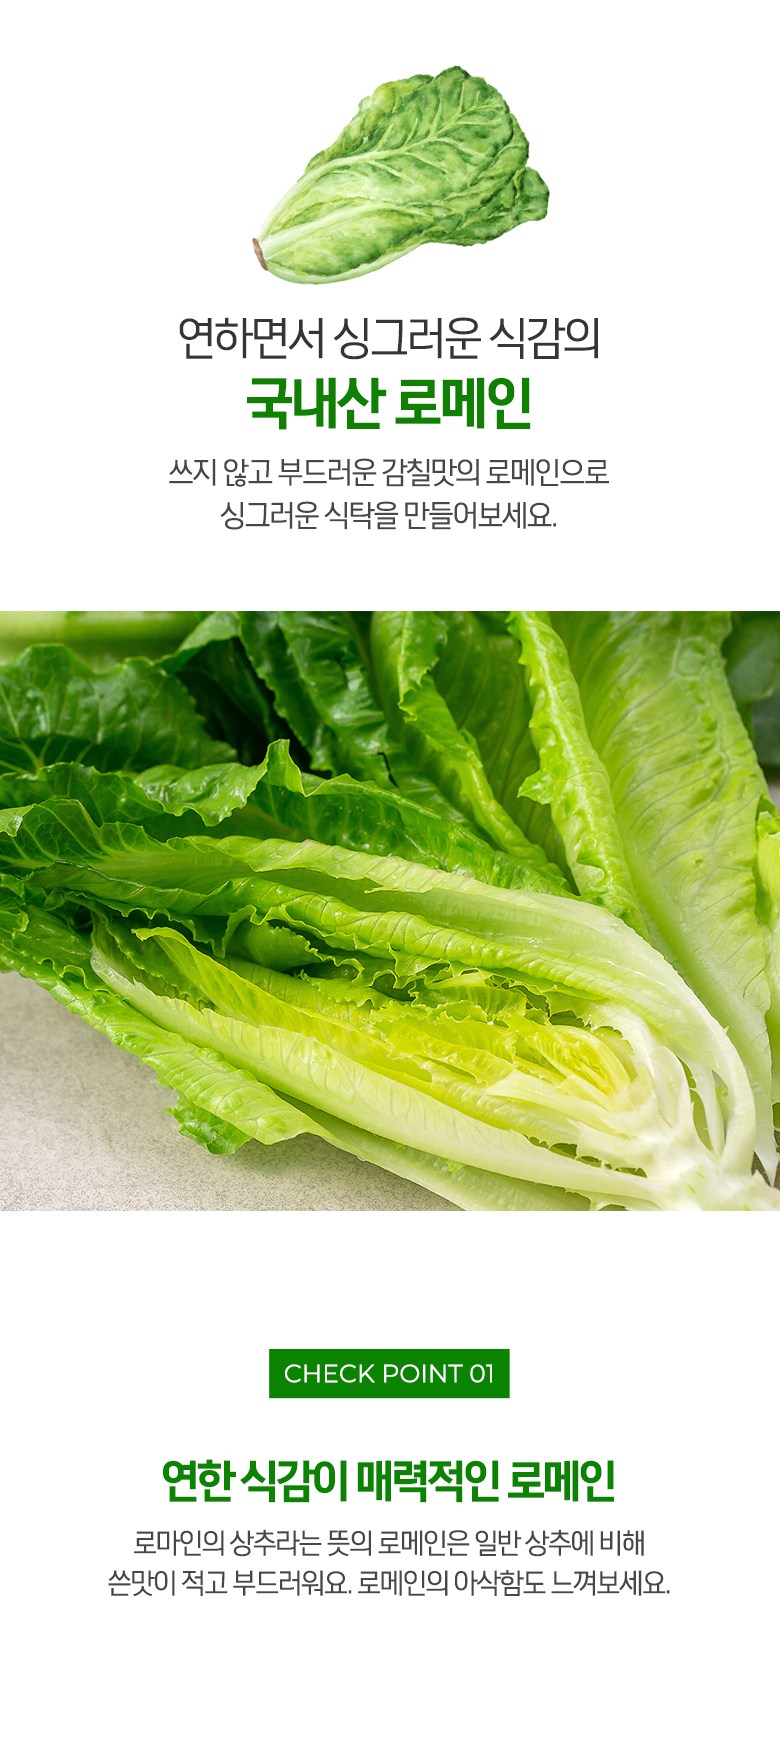 연하면서 싱그러운 식감의
국내산 로메인
쓰지 않고 부드러운 감칠맛의 로메인으로
싱그러운 식탁을 만들어보세요.
CHECK POINT 01
연한 식감이 매력적인 로메인
로마인의 상추라는 뜻의 로메인은 일반 상추에 비해
쓴맛이 적고 부드러워요. 로메인의 아삭함도 느껴보세요.